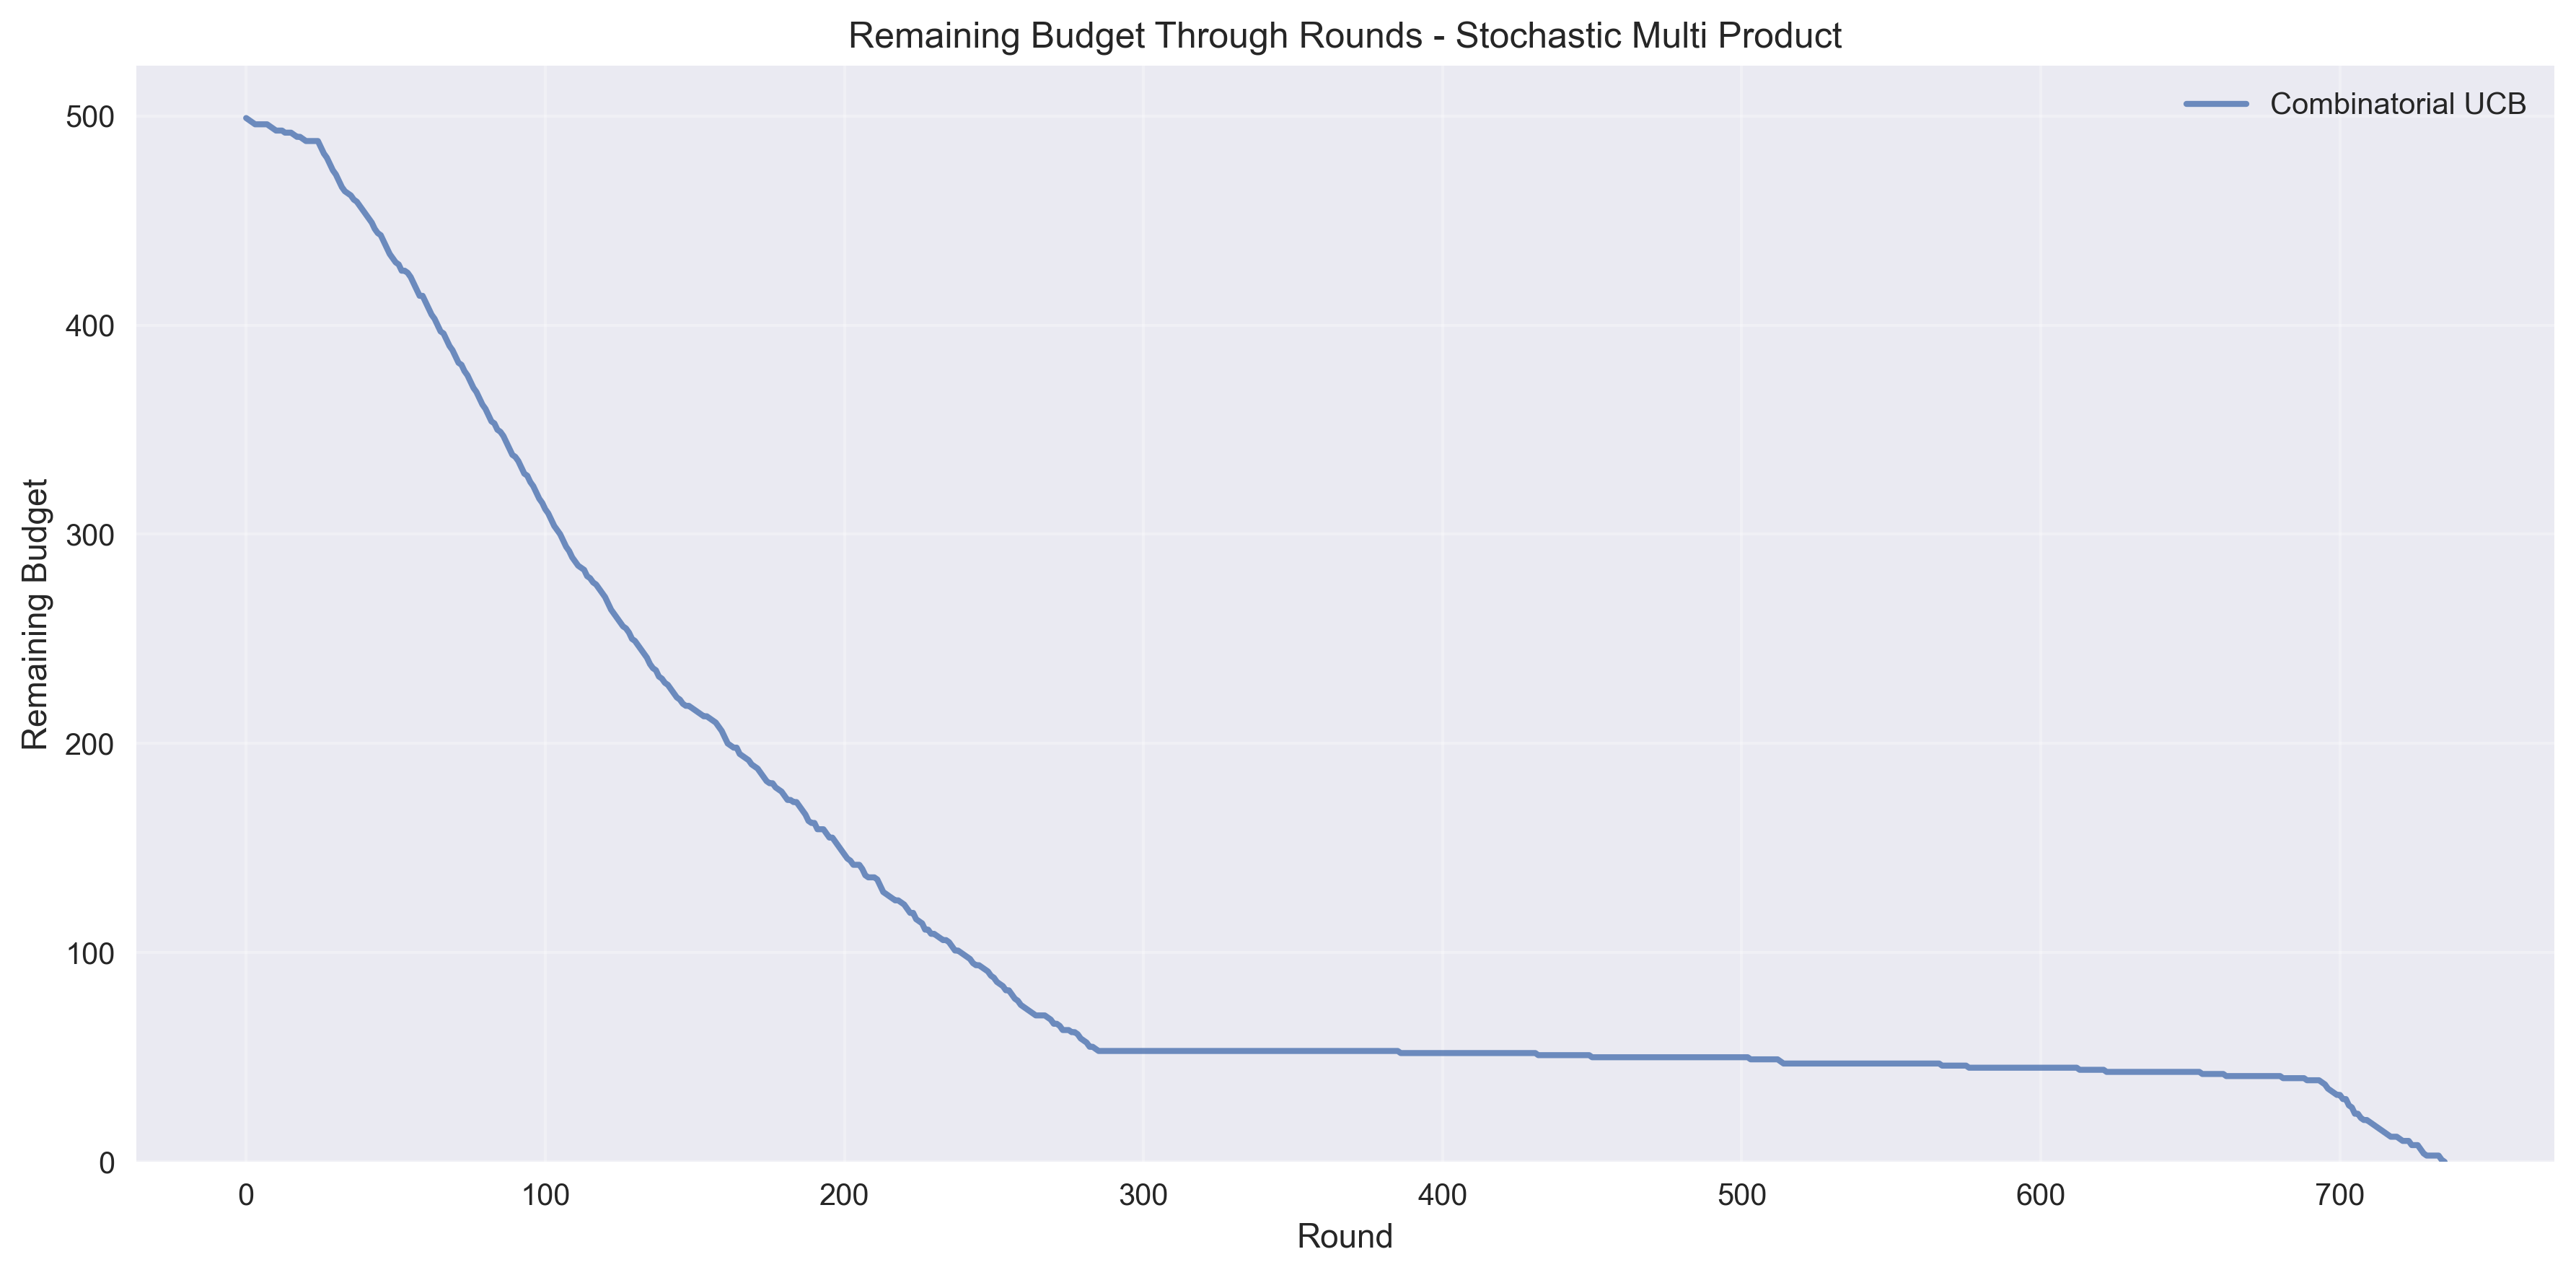 Remaining Budget Through Rounds - Stochastic Multi Product
Combinatorial UCB
Remaining Budget
500
400
300
200
100
0
0 100 200 300 400 500 600 700
Round